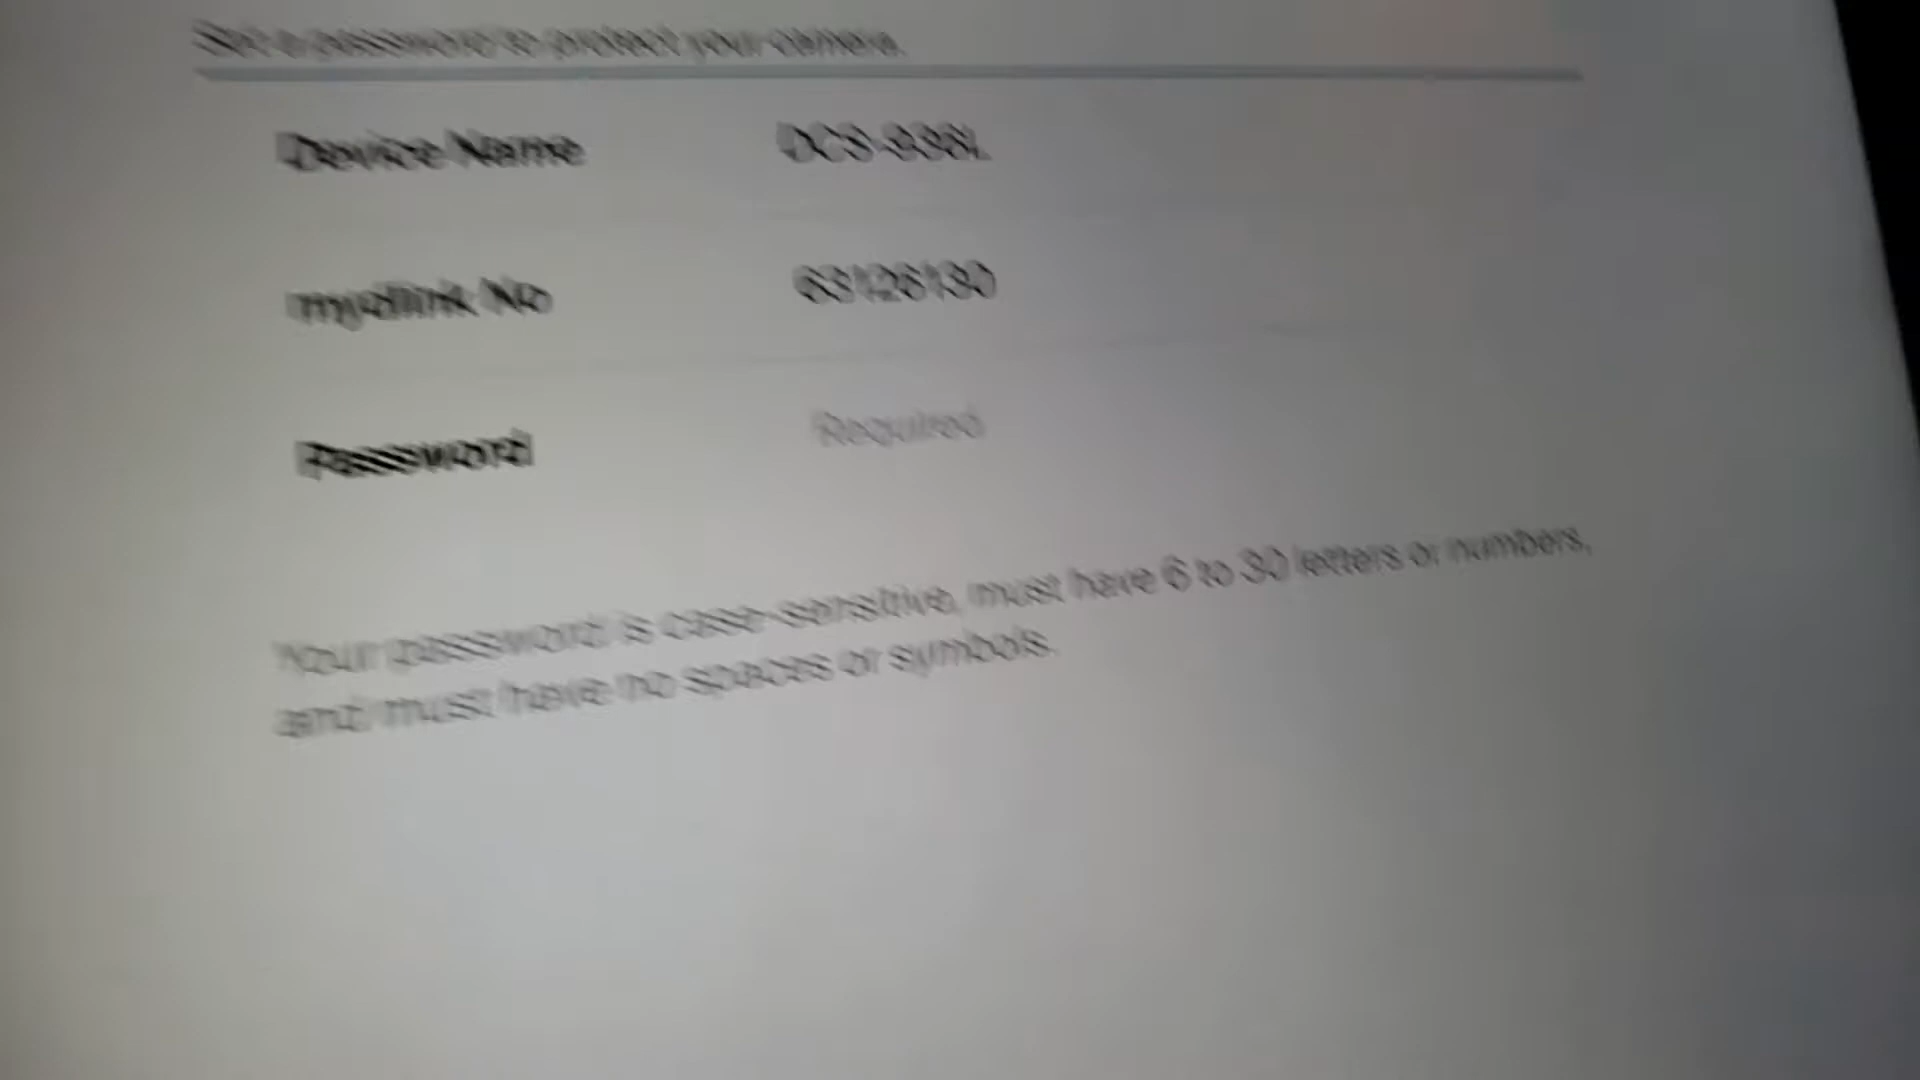 Set a password to protect your camera.
Device Name DCS-936L
mydlink No 63126130
Password Required
Your password is case-sensitive, must have 6 to 30 letters or numbers,
and must have no spaces or symbols.